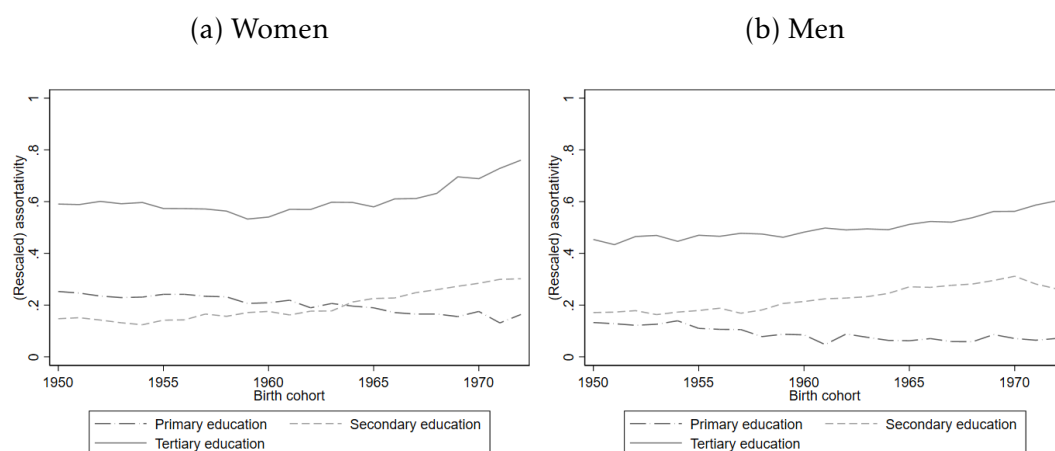 (a) Women
(Rescaled) assortativity
1
.8
.6
.4
.2
0
1950 1955 1960 1965 1970
Birth cohort
Primary education Secondary education
Tertiary education
(b) Men
(Rescaled) assortativity
1
.8
.6
.4
.2
0
1950 1955 1960 1965 1970
Birth cohort
Primary education Secondary education
Tertiary education